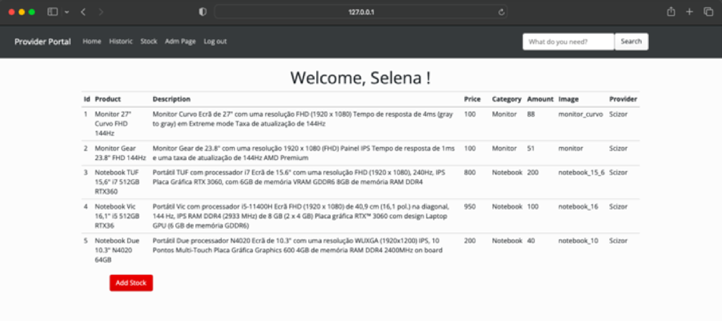 127.0.0.1
Provider Portal Home Historic Stock Adm Page Log out What do you need? Search
Welcome, Selena !
Id Product Description Price Category Amount Image Provider
1 Monitor 27" Monitor Curvo Ecrã de 27" com uma resolução FHD (1920 x 1080) Tempo de resposta de 4ms (gray 100 Monitor 88 monitor_curvo Scizor
Curvo FHD to gray) em Extreme mode Taxa de atualização de 144Hz
144Hz
2 Monitor Gear Monitor Gear de 23.8" com uma resolução 1920 x 1080 (FHD) Painel IPS Tempo de resposta de 1ms 100 Monitor 51 monitor Scizor
23.8" FHD 144Hz e uma taxa de atualização de 144Hz AMD Premium
3 Notebook TUF Portátil TUF com processador i7 Ecrã de 15.6" com uma resolução FHD (1920 x 1080), 240Hz, IPS 800 Notebook 200 notebook_15_6 Scizor
15,6" i7 512GB Placa Gráfica RTX 3060, com 6GB de memória VRAM GDDR6 8GB de memória RAM DDR4
RTX360
4 Notebook Vic Portátil Vic com processador i5-11400H Ecrã FHD (1920 x 1080) de 40,9 cm (16,1 pol.) na diagonal, 950 Notebook 100 notebook_16 Scizor
16,1" i5 512GB 144 Hz, IPS RAM DDR4 (2933 MHz) de 8 GB (2 x 4 GB) Placa gráfica RTX™ 3060 com design Laptop
RTX36 GPU (6 GB de memória GDDR6)
5 Notebook Due Portátil Due processador N4020 Ecrã de 10.3" com uma resolução WUXGA (1920x1200) IPS, 10 200 Notebook 40 notebook_10 Scizor
10.3" N4020 Pontos Multi-Touch Placa Gráfica Graphics 600 4GB de memória RAM DDR4 2400MHz on board
64GB
Add Stock